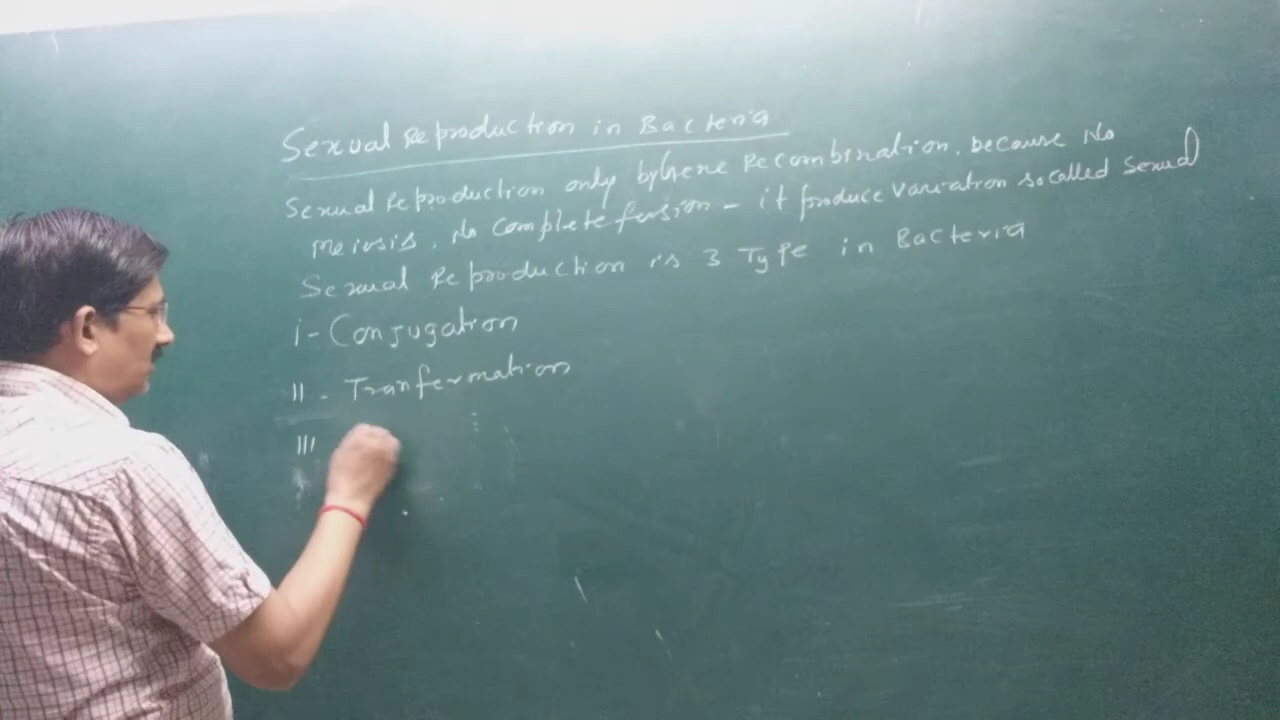 Sexual Reproduction in Bacteria
Sexual Reproduction only by Gene Recombination. because No
meiosis. No complete fusion - it produce variation so called sexual
Sexual Reproduction is 3 Type in Bacteria
i- Conjugation
II - Tranformation
III